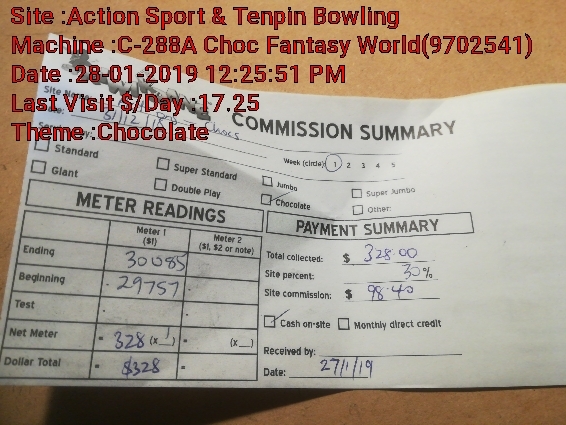 Site :Action Sport & Tenpin Bowling
Machine :C-288A Choc Fantasy World(9702541)
Date :28-01-2019 12:25:51 PM
Last Visit $/Day :17.25
Theme :Chocolate
Site
Chocs
COMMISSION SUMMARY
Week (circle) 1 2 3 4 5
Standard
Super Standard
Jumbo
Super Jumbo
Giant
Double Play
Chocolate
Other:
METER READINGS
PAYMENT SUMMARY
Meter 1 ($1)
Meter 2 ($1, $2 or note)
Ending 30085
Beginning 29757
Test
Net Meter = 328 (x 1) = (x )
Dollar Total = $328 =
Total collected: $ 328.00
Site percent: 30%
Site commission: $ 98.40
Cash on-site
Monthly direct credit
Received by:
Date: 27/1/19